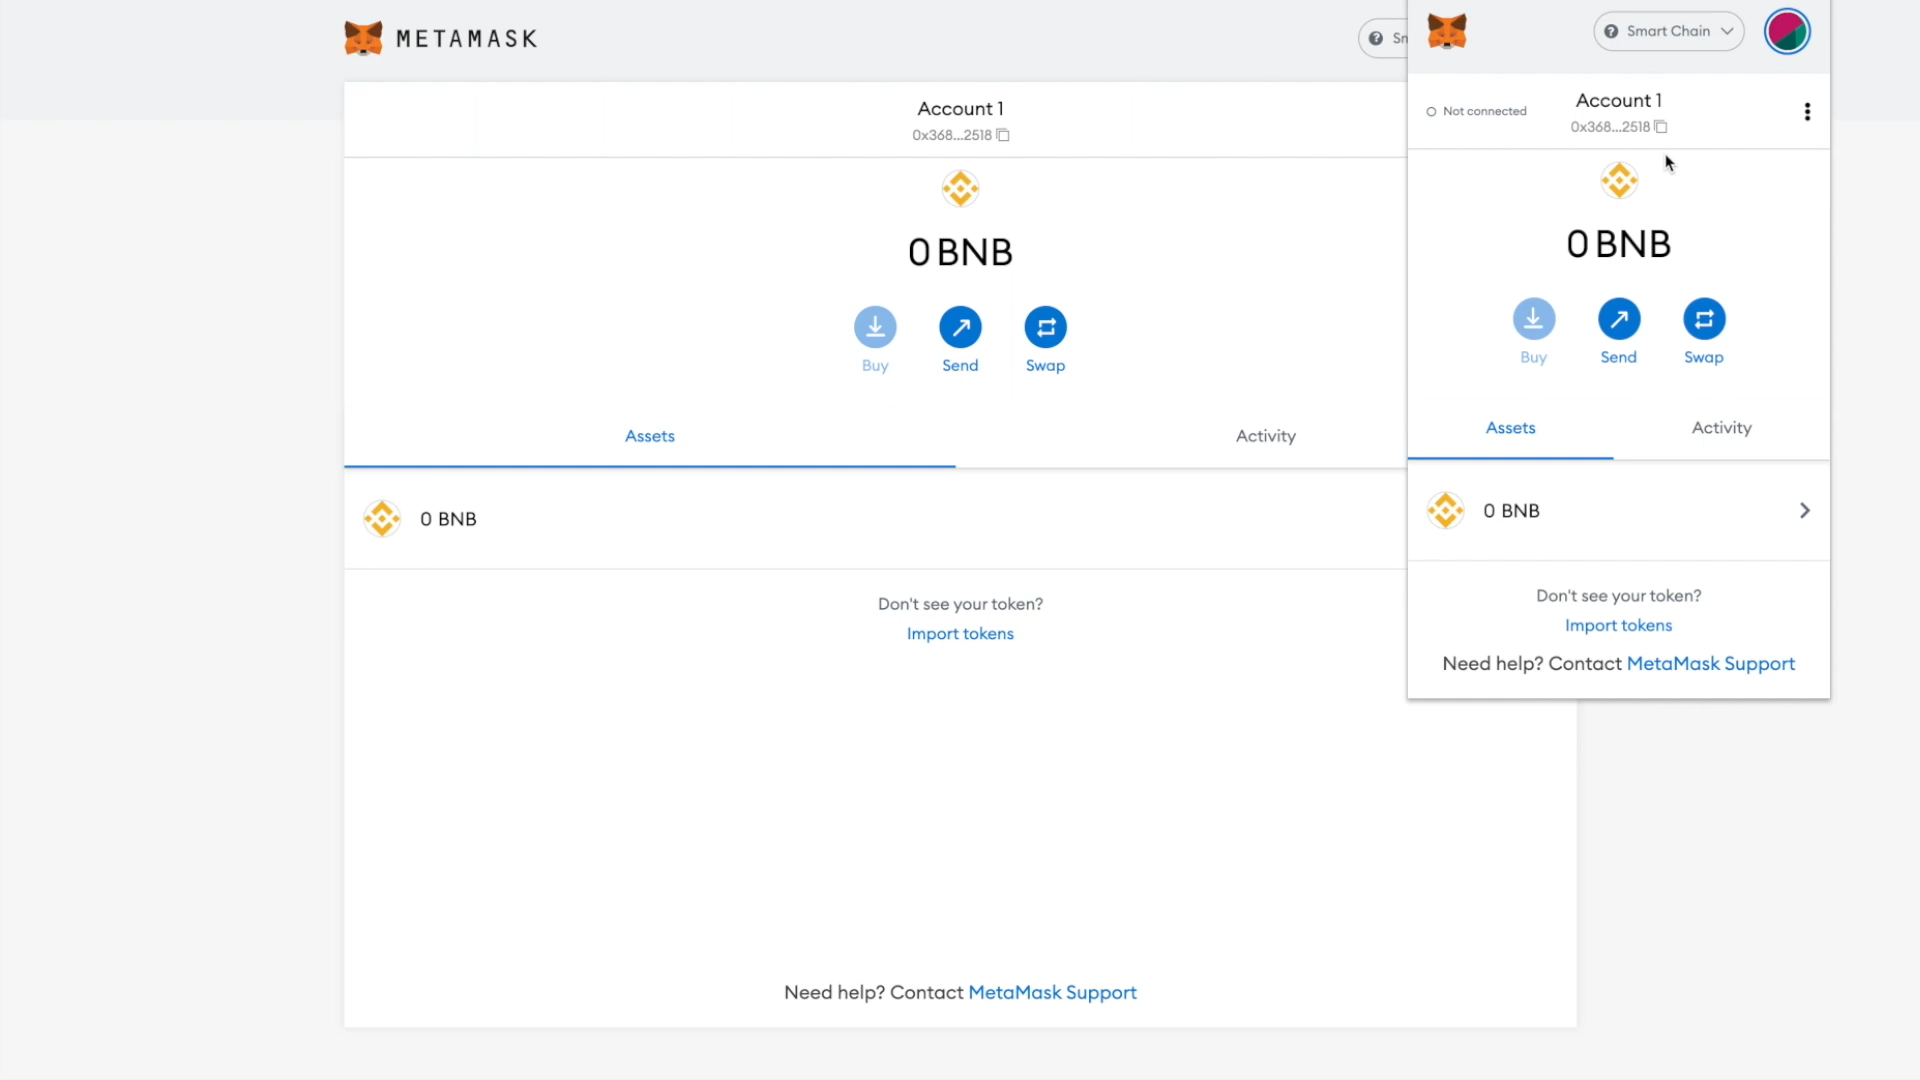 METAMASK
Sn
Account 1
0x368...2518
0 BNB
Buy
Send
Swap
Assets
Activity
0 BNB
Don't see your token?
Import tokens
Need help? Contact MetaMask Support
Smart Chain
Not connected
Account 1
0x368...2518
0 BNB
Buy
Send
Swap
Assets
Activity
0 BNB
Don't see your token?
Import tokens
Need help? Contact MetaMask Support